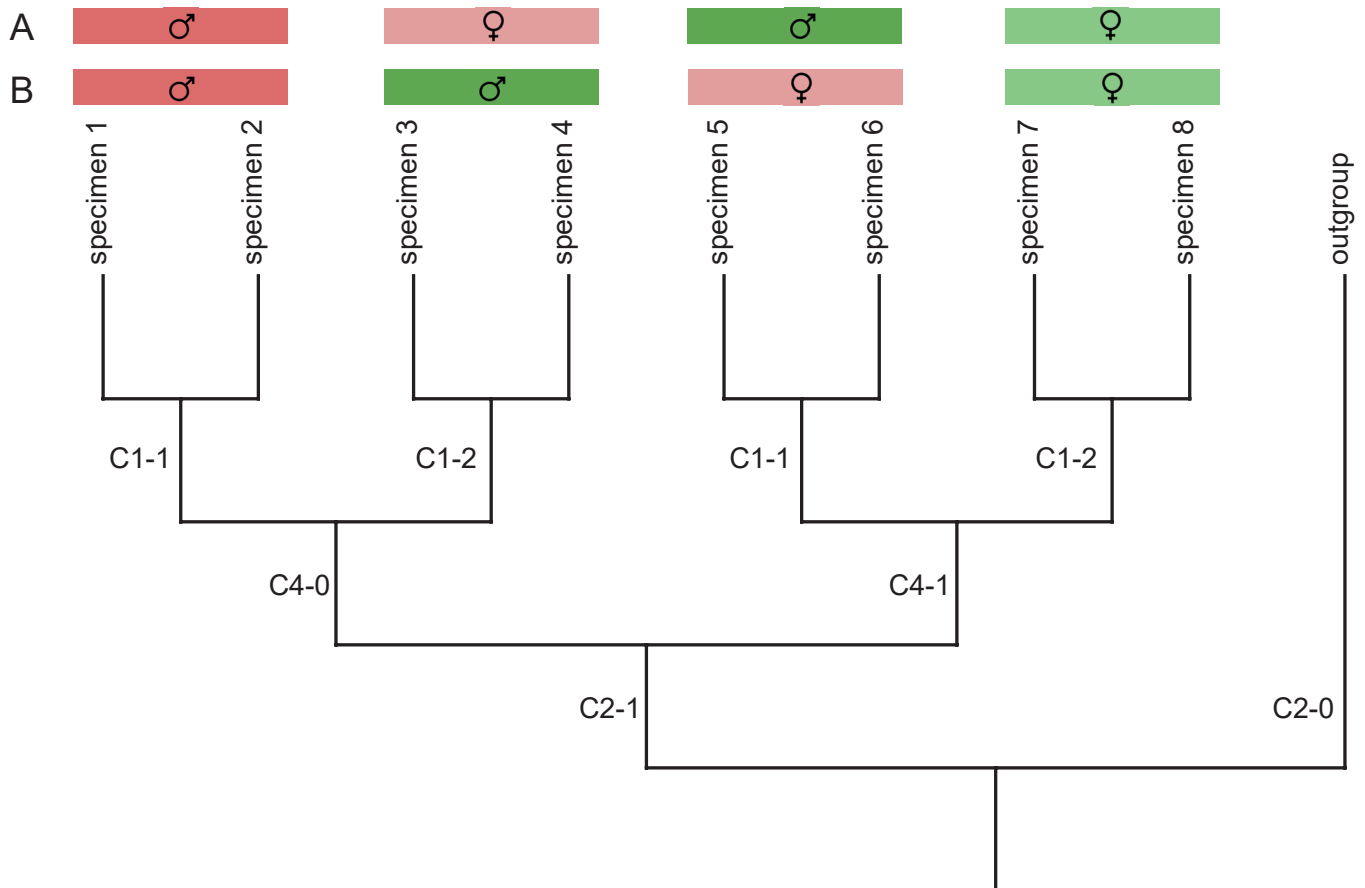 A ♂ ♀ ♂ ♀
B ♂ ♂ ♀ ♀
specimen 1
specimen 2
specimen 3
specimen 4
specimen 5
specimen 6
specimen 7
specimen 8
outgroup
C1-1 C1-2 C1-1 C1-2
C4-0 C4-1
C2-1 C2-0